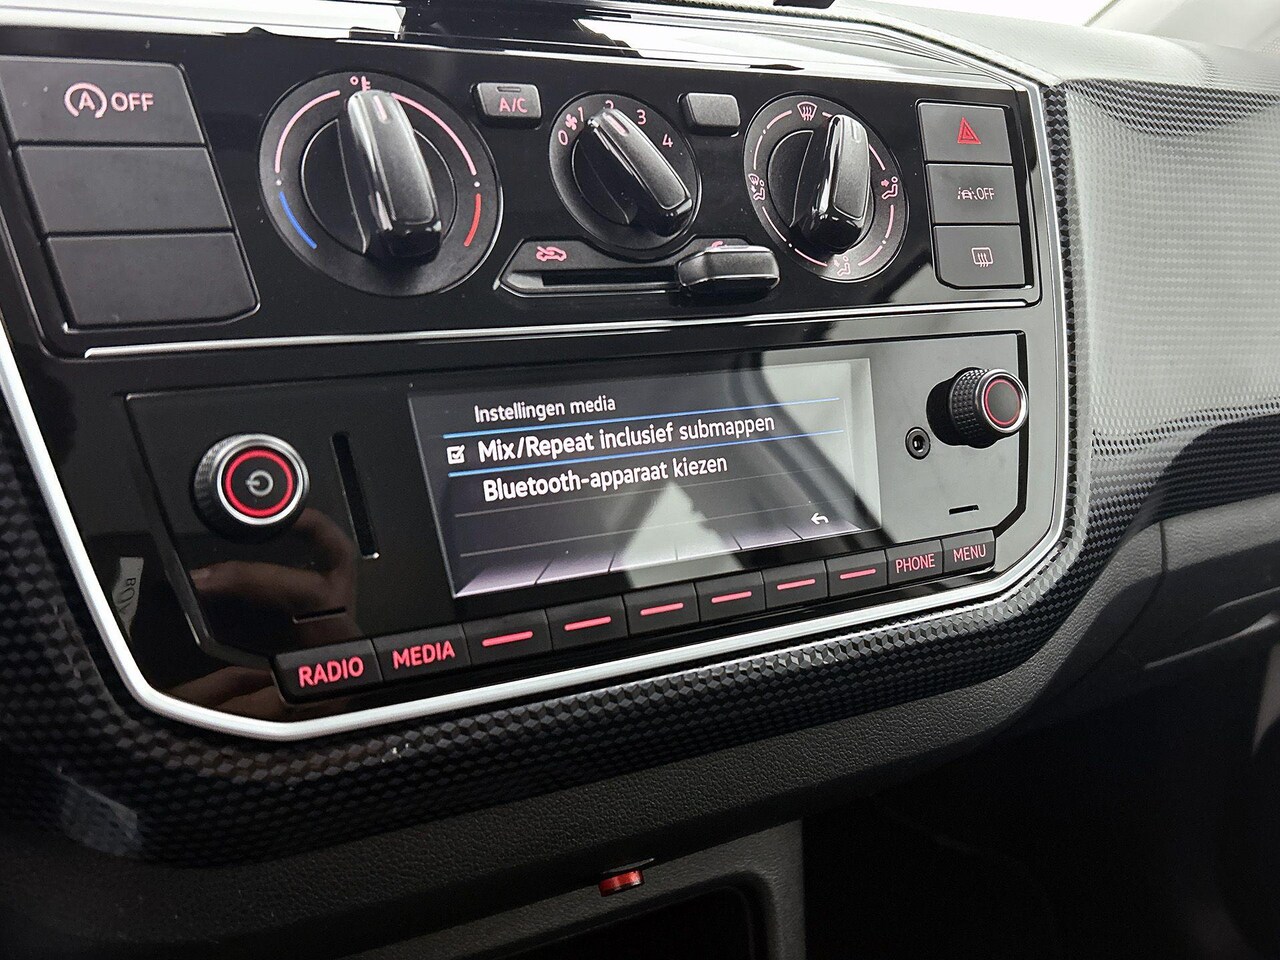 A OFF
A/C
0 1 2 3 4
OFF
Instellingen media
Mix/Repeat inclusief submappen
Bluetooth-apparaat kiezen
RADIO
MEDIA
PHONE
MENU